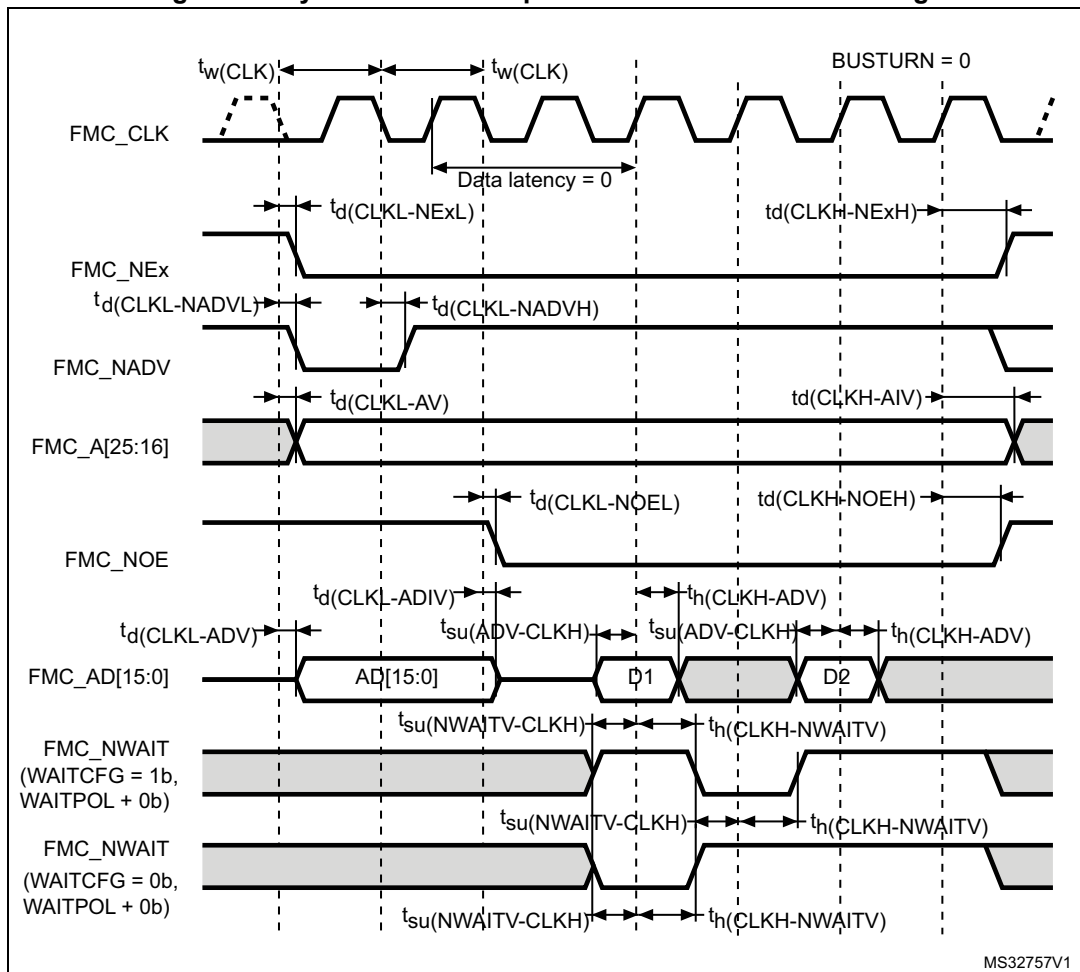 BUSTURN = 0
tw(CLK) tw(CLK)
FMC_CLK
Data latency = 0
td(CLKL-NExL) td(CLKH-NExH)
FMC_NEx
td(CLKL-NADVL) td(CLKL-NADVH)
FMC_NADV
td(CLKL-AV) td(CLKH-AIV)
FMC_A[25:16]
td(CLKL-NOEL) td(CLKH-NOEH)
FMC_NOE
td(CLKL-ADIV) th(CLKH-ADV)
td(CLKL-ADV) tsu(ADV-CLKH) tsu(ADV-CLKH) th(CLKH-ADV)
FMC_AD[15:0] AD[15:0] D1 D2
tsu(NWAITV-CLKH) th(CLKH-NWAITV)
FMC_NWAIT
(WAITCFG = 1b,
WAITPOL + 0b)
tsu(NWAITV-CLKH) th(CLKH-NWAITV)
FMC_NWAIT
(WAITCFG = 0b,
WAITPOL + 0b)
tsu(NWAITV-CLKH) th(CLKH-NWAITV)
MS32757V1